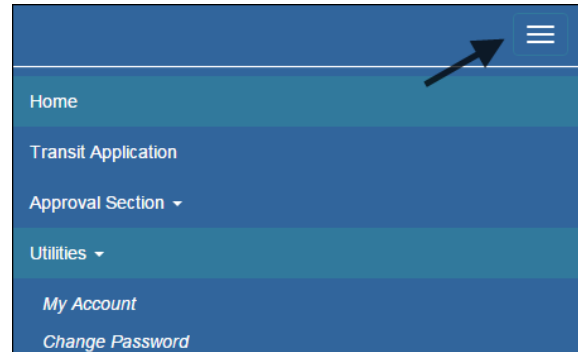 Home
Transit Application
Approval Section
Utilities
My Account
Change Password